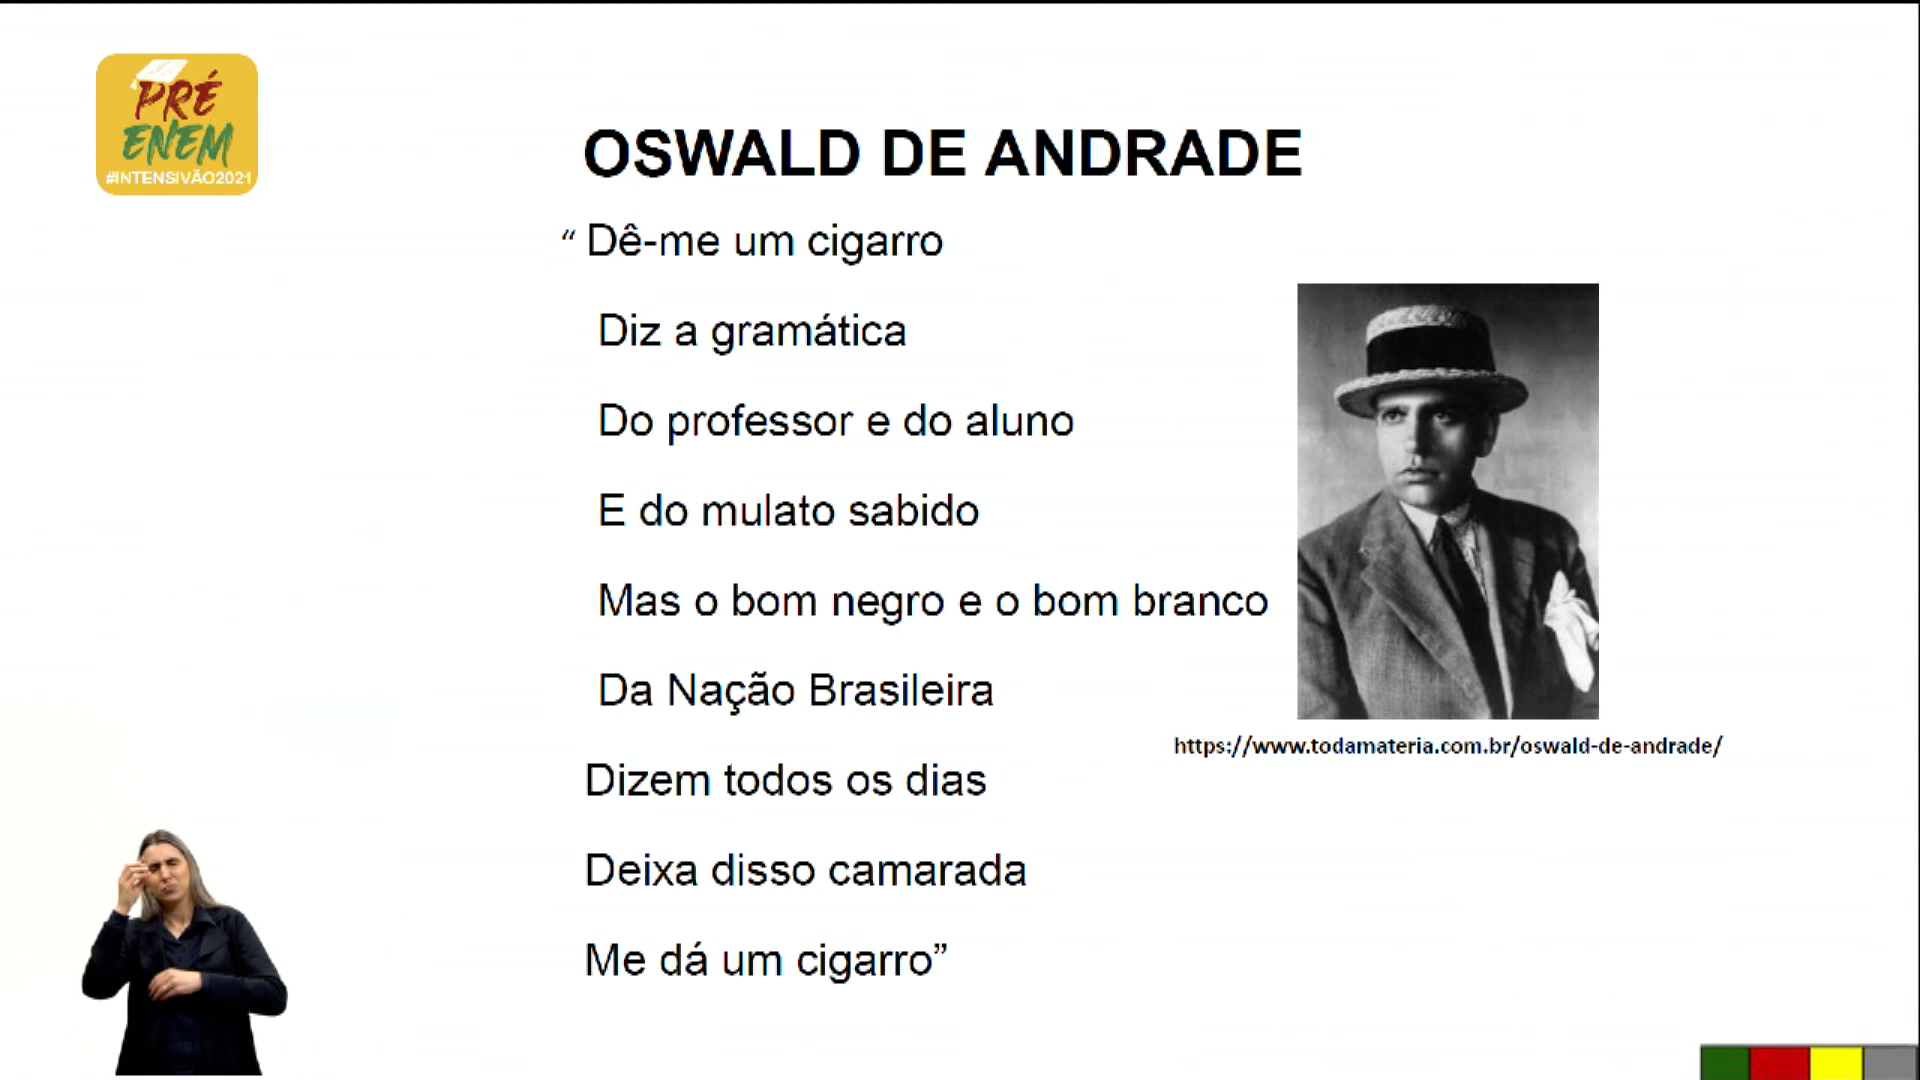 PRÉ
ENEM
#INTENSIVÃO2021
OSWALD DE ANDRADE
“ Dê-me um cigarro
Diz a gramática
Do professor e do aluno
E do mulato sabido
Mas o bom negro e o bom branco
Da Nação Brasileira
Dizem todos os dias
Deixa disso camarada
Me dá um cigarro”
https://www.todamateria.com.br/oswald-de-andrade/